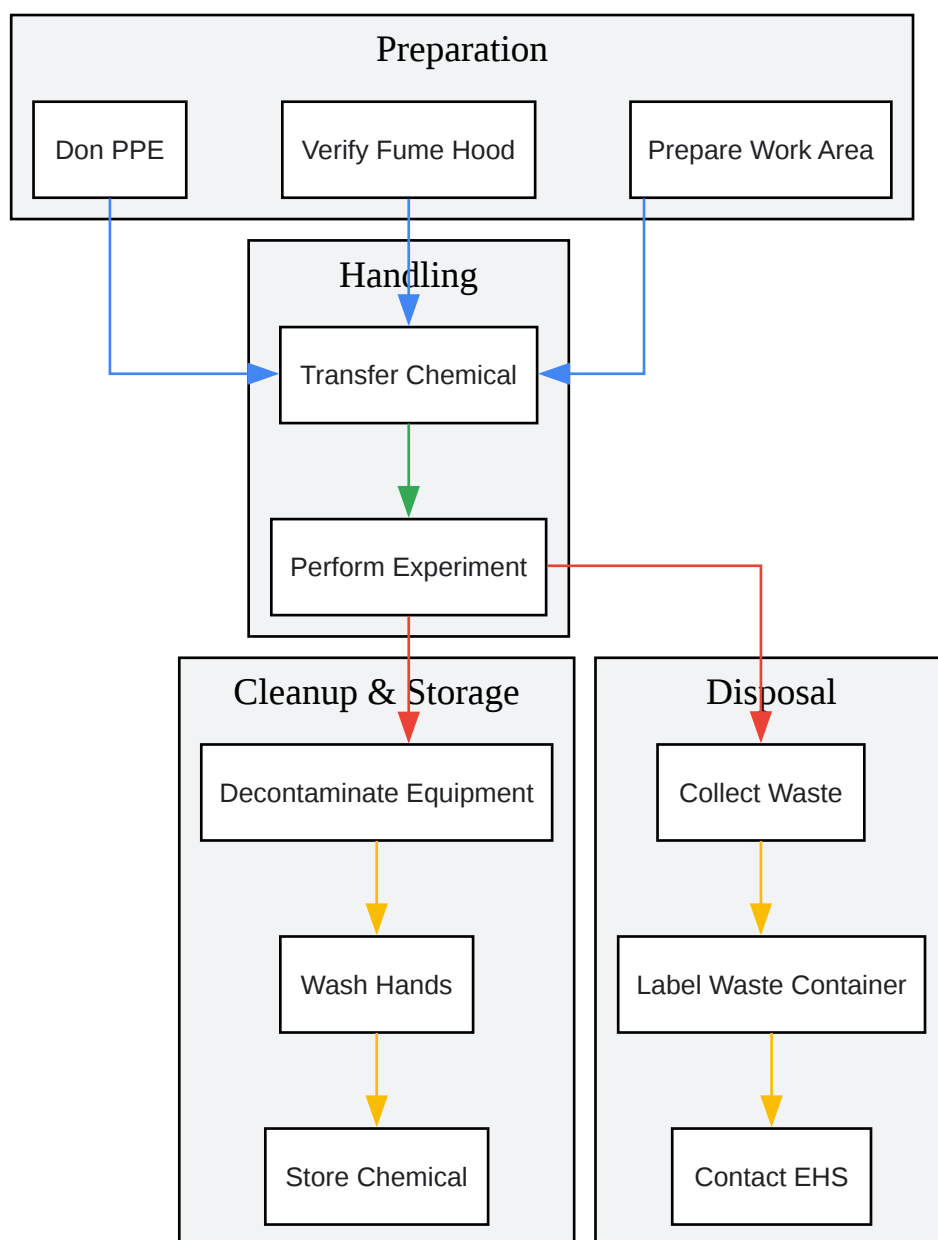 Preparation
Don PPE
Verify Fume Hood
Prepare Work Area
Handling
Transfer Chemical
Perform Experiment
Cleanup & Storage
Disposal
Decontaminate Equipment
Collect Waste
Wash Hands
Label Waste Container
Store Chemical
Contact EHS